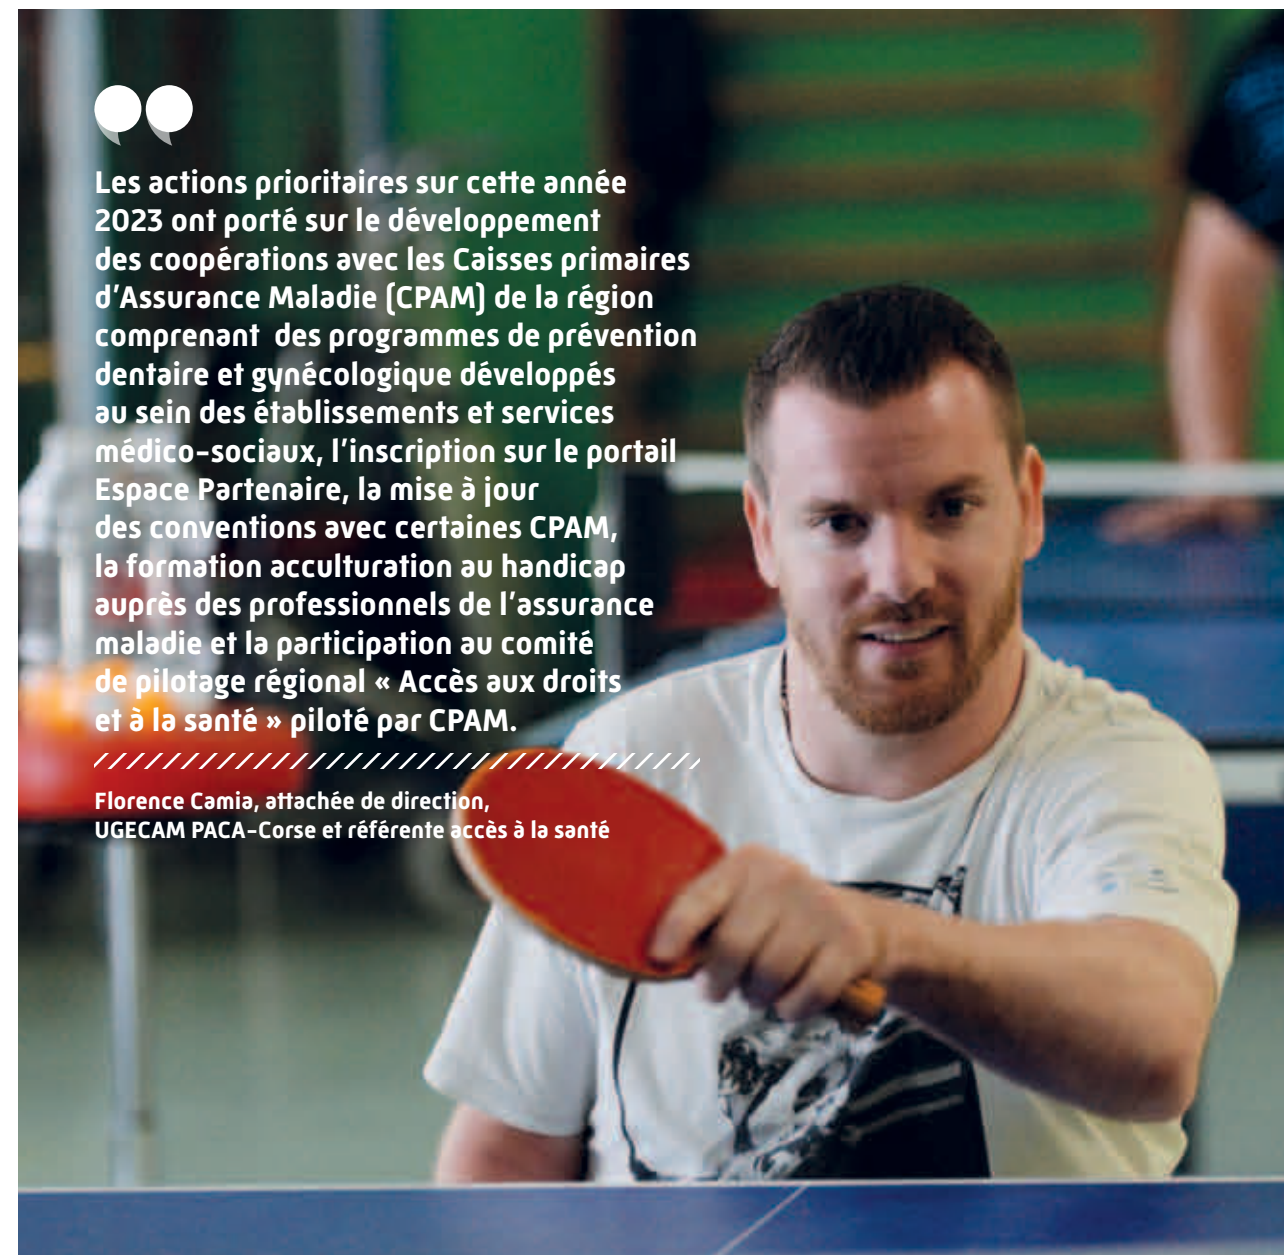 Les actions prioritaires sur cette année
2023 ont porté sur le développement
des coopérations avec les Caisses primaires
d'Assurance Maladie (CPAM) de la région
comprenant  des programmes de prévention
dentaire et gynécologique développés
au sein des établissements et services
médico-sociaux, l'inscription sur le portail
Espace Partenaire, la mise à jour
des conventions avec certaines CPAM,
la formation acculturation au handicap
auprès des professionnels de l'assurance
maladie et la participation au comité
de pilotage régional « Accès aux droits
et à la santé » piloté par CPAM.
Florence Camia, attachée de direction,
UGECAM PACA-Corse et référente accès à la santé